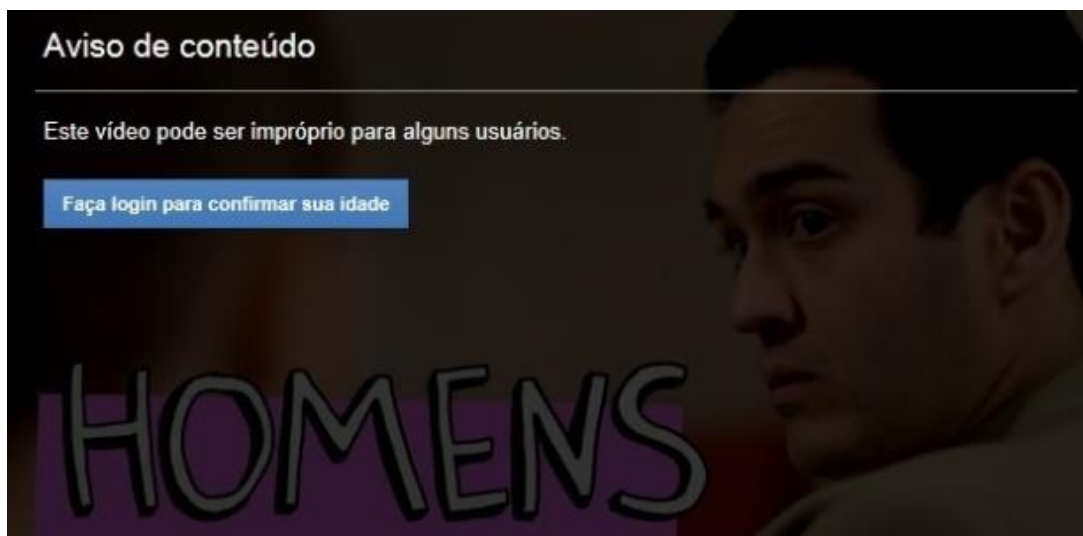 Aviso de conteúdo
Este vídeo pode ser impróprio para alguns usuários.
Faça login para confirmar sua idade
HOMENS